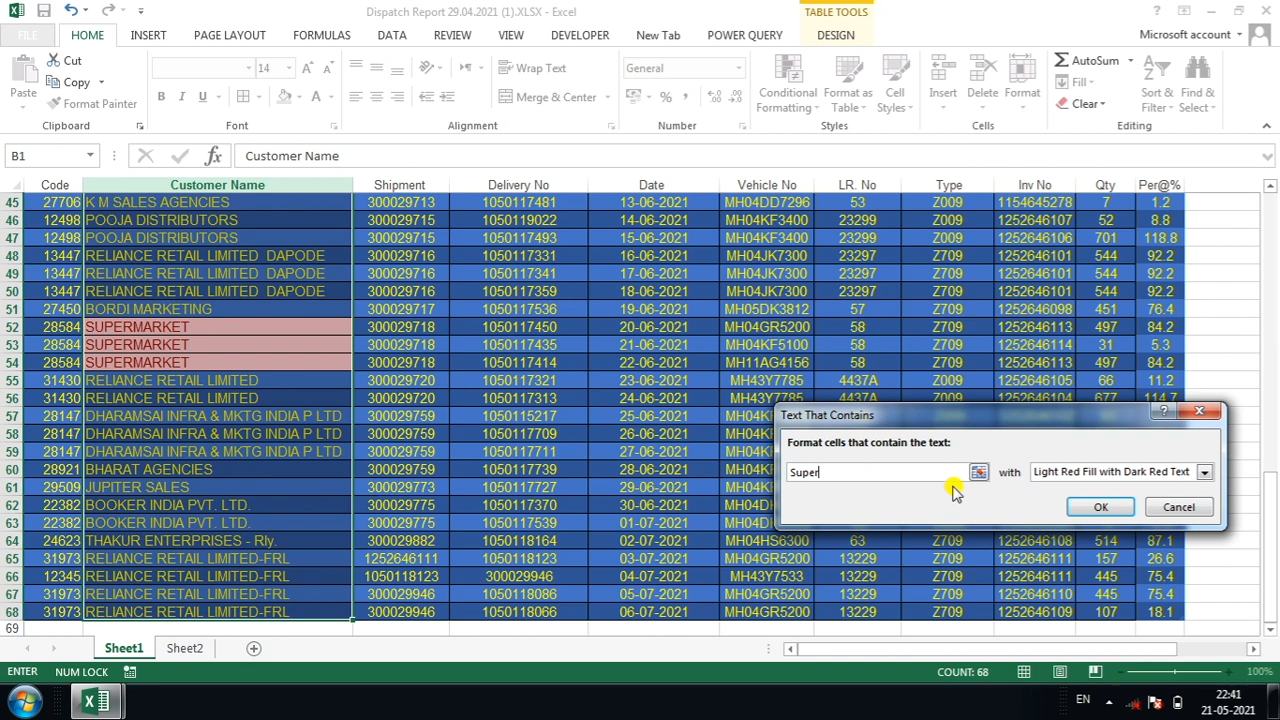 Dispatch Report 29.04.2021 (1).XLSX - Excel
TABLE TOOLS
FILE HOME INSERT PAGE LAYOUT FORMULAS DATA REVIEW VIEW DEVELOPER New Tab POWER QUERY DESIGN Microsoft account
Paste
Cut
Copy
Format Painter
14
B I U
Wrap Text
Merge & Center
General
% ,
Conditional Formatting
Format as Table
Cell Styles
Insert
Delete
Format
AutoSum
Fill
Clear
Sort & Filter
Find & Select
Clipboard Font Alignment Number Styles Cells Editing
B1 fx Customer Name
Code Customer Name Shipment Delivery No Date Vehicle No LR. No Type Inv No Qty Per@%
45 27706 K M SALES AGENCIES 300029713 1050117481 13-06-2021 MH04DD7296 53 Z009 1154645278 7 1.2
46 12498 POOJA DISTRIBUTORS 300029715 1050119022 14-06-2021 MH04KF3400 23299 Z009 1252646107 52 8.8
47 12498 POOJA DISTRIBUTORS 300029715 1050117493 15-06-2021 MH04KF3400 23299 Z009 1252646106 701 118.8
48 13447 RELIANCE RETAIL LIMITED  DAPODE 300029716 1050117331 16-06-2021 MH04JK7300 23297 Z009 1252646101 544 92.2
49 13447 RELIANCE RETAIL LIMITED  DAPODE 300029716 1050117341 17-06-2021 MH04JK7300 23297 Z009 1252646101 544 92.2
50 13447 RELIANCE RETAIL LIMITED  DAPODE 300029716 1050117359 18-06-2021 MH04JK7300 23297 Z009 1252646101 544 92.2
51 27450 BORDI MARKETING 300029717 1050117536 19-06-2021 MH05DK3812 57 Z009 1252646098 451 76.4
52 28584 SUPERMARKET 300029718 1050117450 20-06-2021 MH04GR5200 58 Z709 1252646113 497 84.2
53 28584 SUPERMARKET 300029718 1050117435 21-06-2021 MH04KF5100 58 Z709 1252646114 31 5.3
54 28584 SUPERMARKET 300029718 1050117414 22-06-2021 MH11AG4156 58 Z709 1252646113 497 84.2
55 31430 RELIANCE RETAIL LIMITED 300029720 1050117321 23-06-2021 MH43Y7785 4437A Z009 1252646105 66 11.2
56 31430 RELIANCE RETAIL LIMITED 300029720 1050117313 24-06-2021 MH43Y7785 4437A Z009 677 114.7
57 28147 DHARAMSAI INFRA & MKTG INDIA P LTD 300029759 1050115217 25-06-2021
58 28147 DHARAMSAI INFRA & MKTG INDIA P LTD 300029759 1050117709 26-06-2021
59 28147 DHARAMSAI INFRA & MKTG INDIA P LTD 300029759 1050117711 27-06-2021
60 28921 BHARAT AGENCIES 300029758 1050117739 28-06-2021
61 29509 JUPITER SALES 300029757 1050117781 29-06-2021
62 22382 BOOKER INDIA PVT. LTD. 300029755 1050117507 30-06-2021
63 22382 BOOKER INDIA PVT. LTD. 300029755 1050117539 01-07-2021
64 24623 THAKUR ENTERPRISES - Rly. 300029882 1050118164 02-07-2021 MH04HS6300 63 Z009 1252646108 514 87.1
65 31973 RELIANCE RETAIL LIMITED-FRL 1252646111 1050118123 03-07-2021 MH04GR5200 13229 Z709 1252646111 157 26.6
66 12345 RELIANCE RETAIL LIMITED-FRL 1050118123 300029946 04-07-2021 MH43Y7533 13229 Z709 1252646110 445 75.4
67 31973 RELIANCE RETAIL LIMITED-FRL 300029946 1050118086 05-07-2021 MH04GR5200 13229 Z709 1252646110 445 75.4
68 31973 RELIANCE RETAIL LIMITED-FRL 300029946 1050118066 06-07-2021 MH04GR5200 13229 Z709 1252646109 107 18.1
69
Text That Contains
Format cells that contain the text:
Super with Light Red Fill with Dark Red Text
OK Cancel
Sheet1 Sheet2
ENTER NUM LOCK COUNT: 68 100%
EN 22:41
21-05-2021